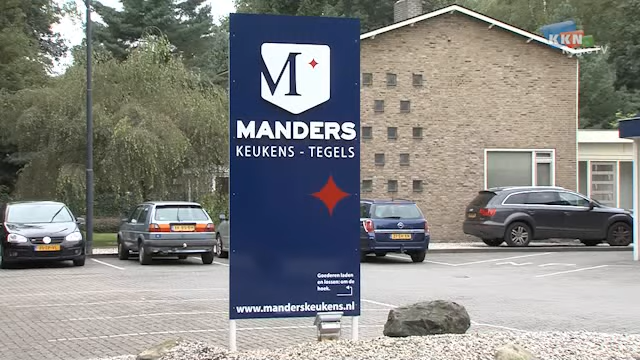 KKN
M
MANDERS
KEUKENS - TEGELS
Goederen laden
en lossen: om de
hoek.
www.manderskeukens.nl